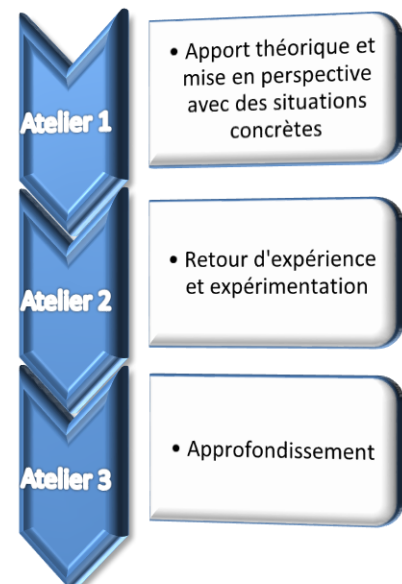 Atelier 1
• Apport théorique et
mise en perspective
avec des situations
concrètes
Atelier 2
• Retour d'expérience
et expérimentation
Atelier 3
• Approfondissement